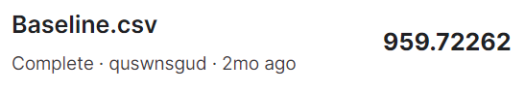 Baseline.csv
959.72262
Complete · quswnsgud · 2mo ago